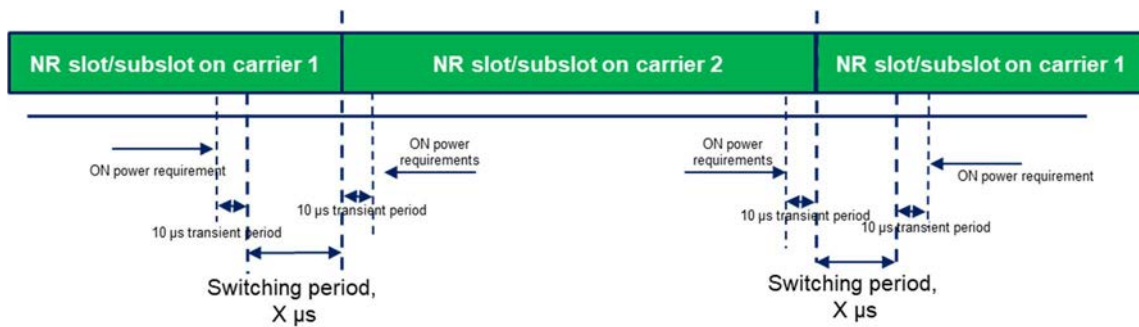 NR slot/subslot on carrier 1
NR slot/subslot on carrier 2
NR slot/subslot on carrier 1
ON power requirement
ON power
requirements
ON power
requirements
ON power requirement
10 µs transient period
10 µs transient period
10 µs transient period
10 µs transient period
Switching period,
X µs
Switching period,
X µs